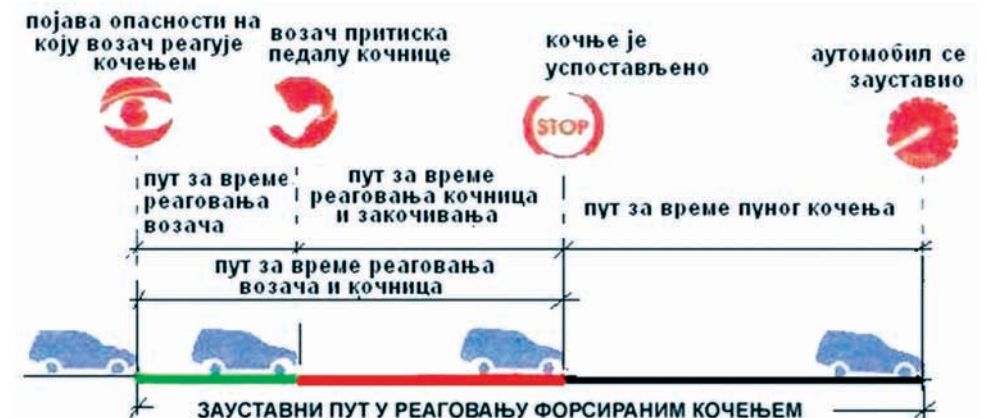 појава опасности на
коју возач реагује
кочењем
возач притиска
педалу кочнице
кочње је
успостављено
аутомобил се
зауставио
STOP
пут за време
реаговања
возача
пут за време
реаговања кочница
и закочивања
пут за време пуног кочења
пут за време реаговања
возача и кочница
ЗАУСТАВНИ ПУТ У РЕАГОВАЊУ ФОРСИРАНИМ КОЧЕЊЕМ